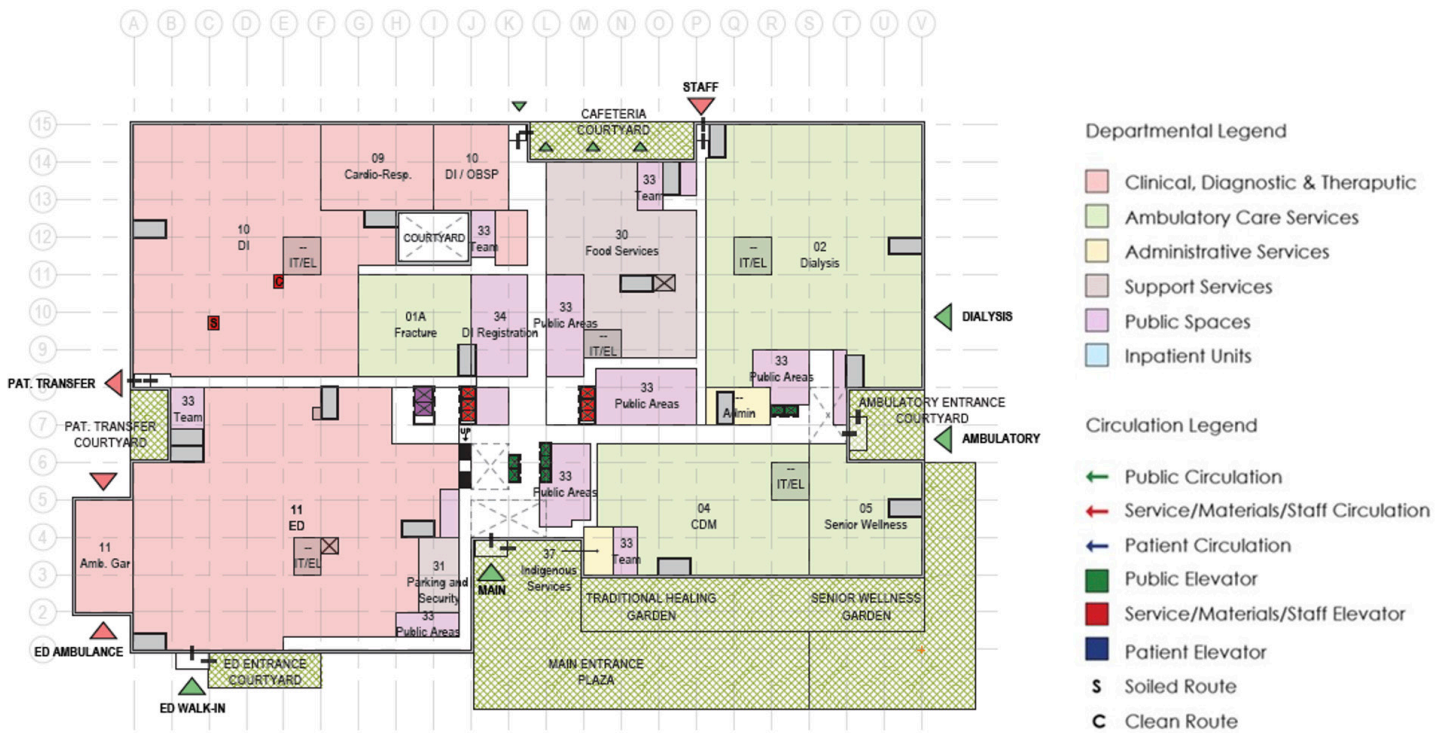 A B C D E F G H I J K L M N O P Q R S T U V
STAFF
CAFETERIA
COURTYARD
15
14
13
12
11
10
9
8
7
6
5
4
3
2
09
Cardio-Resp.
10
DI / OBSP
33
Team
10
DI
--
IT/EL
COURTYARD
33
Team
30
Food Services
--
IT/EL
02
Dialysis
C
S
01A
Fracture
34
DI Registration
33
Public Areas
--
IT/EL
DIALYSIS
PAT. TRANSFER
33
Team
PAT. TRANSFER
COURTYARD
33
Public Areas
33
Public Areas
--
Admin
AMBULATORY ENTRANCE
COURTYARD
AMBULATORY
UP
33
Public Areas
--
IT/EL
11
ED
04
CDM
05
Senior Wellness
11
Amb. Gar
--
IT/EL
31
Parking and
Security
33
Public Areas
MAIN
37
Indigenous
Services
33
Team
TRADITIONAL HEALING
GARDEN
SENIOR WELLNESS
GARDEN
ED AMBULANCE
ED ENTRANCE
COURTYARD
MAIN ENTRANCE
PLAZA
ED WALK-IN
Departmental Legend
Clinical, Diagnostic & Theraputic
Ambulatory Care Services
Administrative Services
Support Services
Public Spaces
Inpatient Units
Circulation Legend
Public Circulation
Service/Materials/Staff Circulation
Patient Circulation
Public Elevator
Service/Materials/Staff Elevator
Patient Elevator
S Soiled Route
C Clean Route